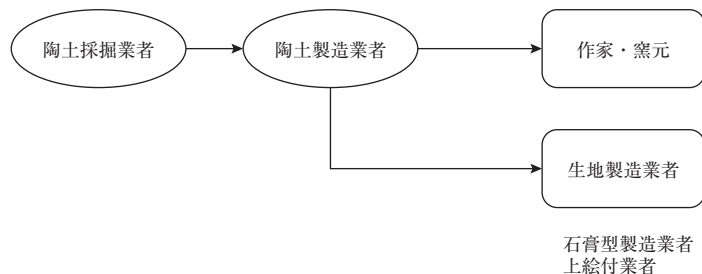 陶土採掘業者
陶土製造業者
作家・窯元
生地製造業者
石膏型製造業者
上絵付業者